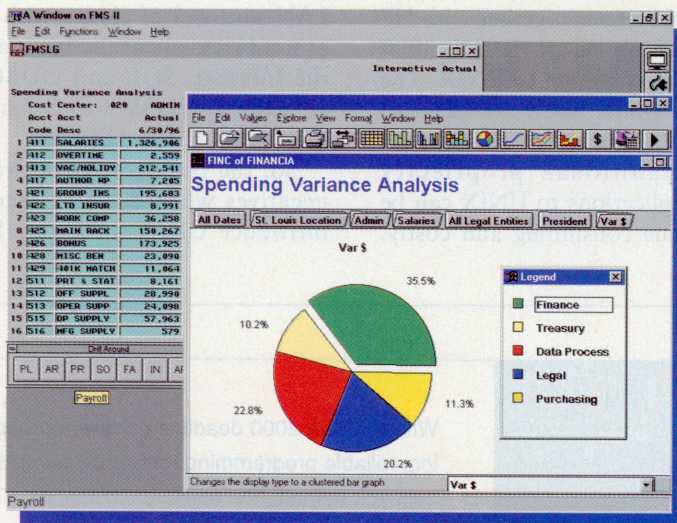 A Window on FMS II
File Edit Functions Window Help
FMSLG
Interactive Actual
Spending Variance Analysis
Cost Center: 020 ADMIN
Acct Acct Actual
Code Desc 6/30/96
1 411 SALARIES 1,326,906
2 412 OVERTIME 2,559
3 413 VAC/HOLIDY 212,541
4 417 AUTHOR WP 7,205
5 421 GROUP INS 195,683
6 422 LTD INSUR 8,991
7 423 WORK COMP 36,258
8 425 MAIN RACK 150,267
9 426 BONUS 173,925
10 428 MISC BEN 23,090
11 429 401K MATCH 11,064
12 511 PRT & STAT 8,161
13 512 OFF SUPPL 28,990
14 513 OPER SUPP 24,098
15 515 DP SUPPLY 57,963
16 516 MFG SUPPLY 579
Drill Around
PL AR PR SO FA IN
Payroll
Payroll
File Edit Values Explore View Format Window Help
$
FINC of FINANCIA
Spending Variance Analysis
All Dates St. Louis Location Admin Salaries All Legal Entities President Var $
Var $
35.5%
10.2%
22.8%
20.2%
11.3%
Legend
Finance
Treasury
Data Process
Legal
Purchasing
Changes the display type to a clustered bar graph
Var $